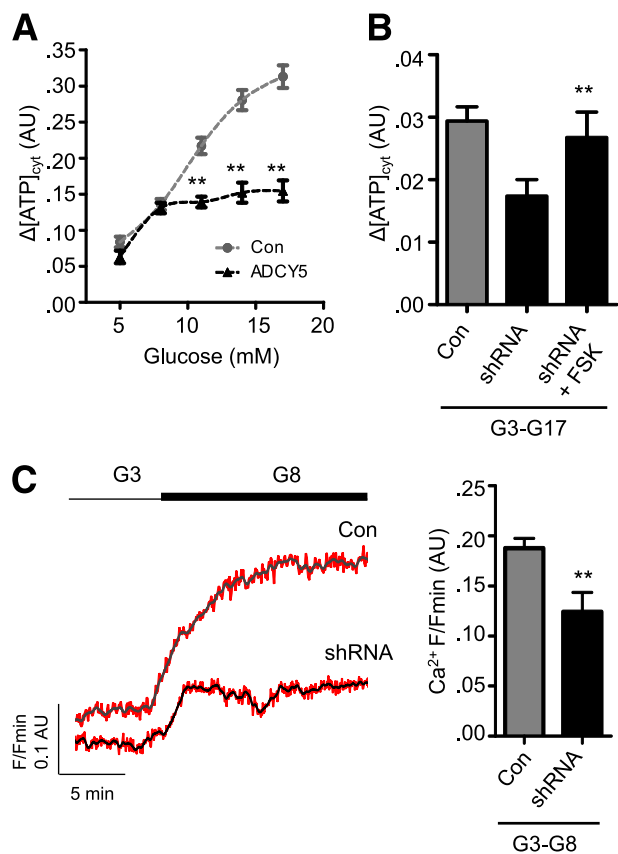 A
Δ[ATP]cyt (AU)
.35
.30
.25
.20
.15
.10
.05
.00
** ** **
Con
ADCY5
5 10 15 20
Glucose (mM)
B
Δ[ATP]cyt (AU)
.04
.03
.02
.01
.00
**
Con
shRNA
shRNA
+ FSK
G3-G17
C
G3 G8
Con
shRNA
F/Fmin
0.1 AU
5 min
Ca2+ F/Fmin (AU)
.25
.20
.15
.10
.05
.00
**
Con
shRNA
G3-G8